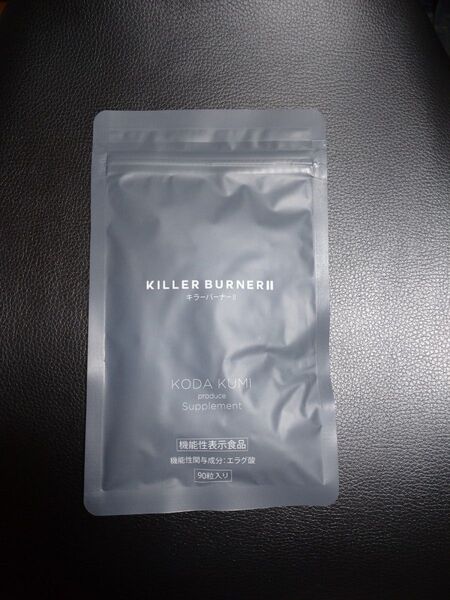 KILLER BURNERⅡ
キラーバーナーⅡ
KODA KUMI
produce
Supplement
機能性表示食品
機能性関与成分:エラグ酸
90粒入り